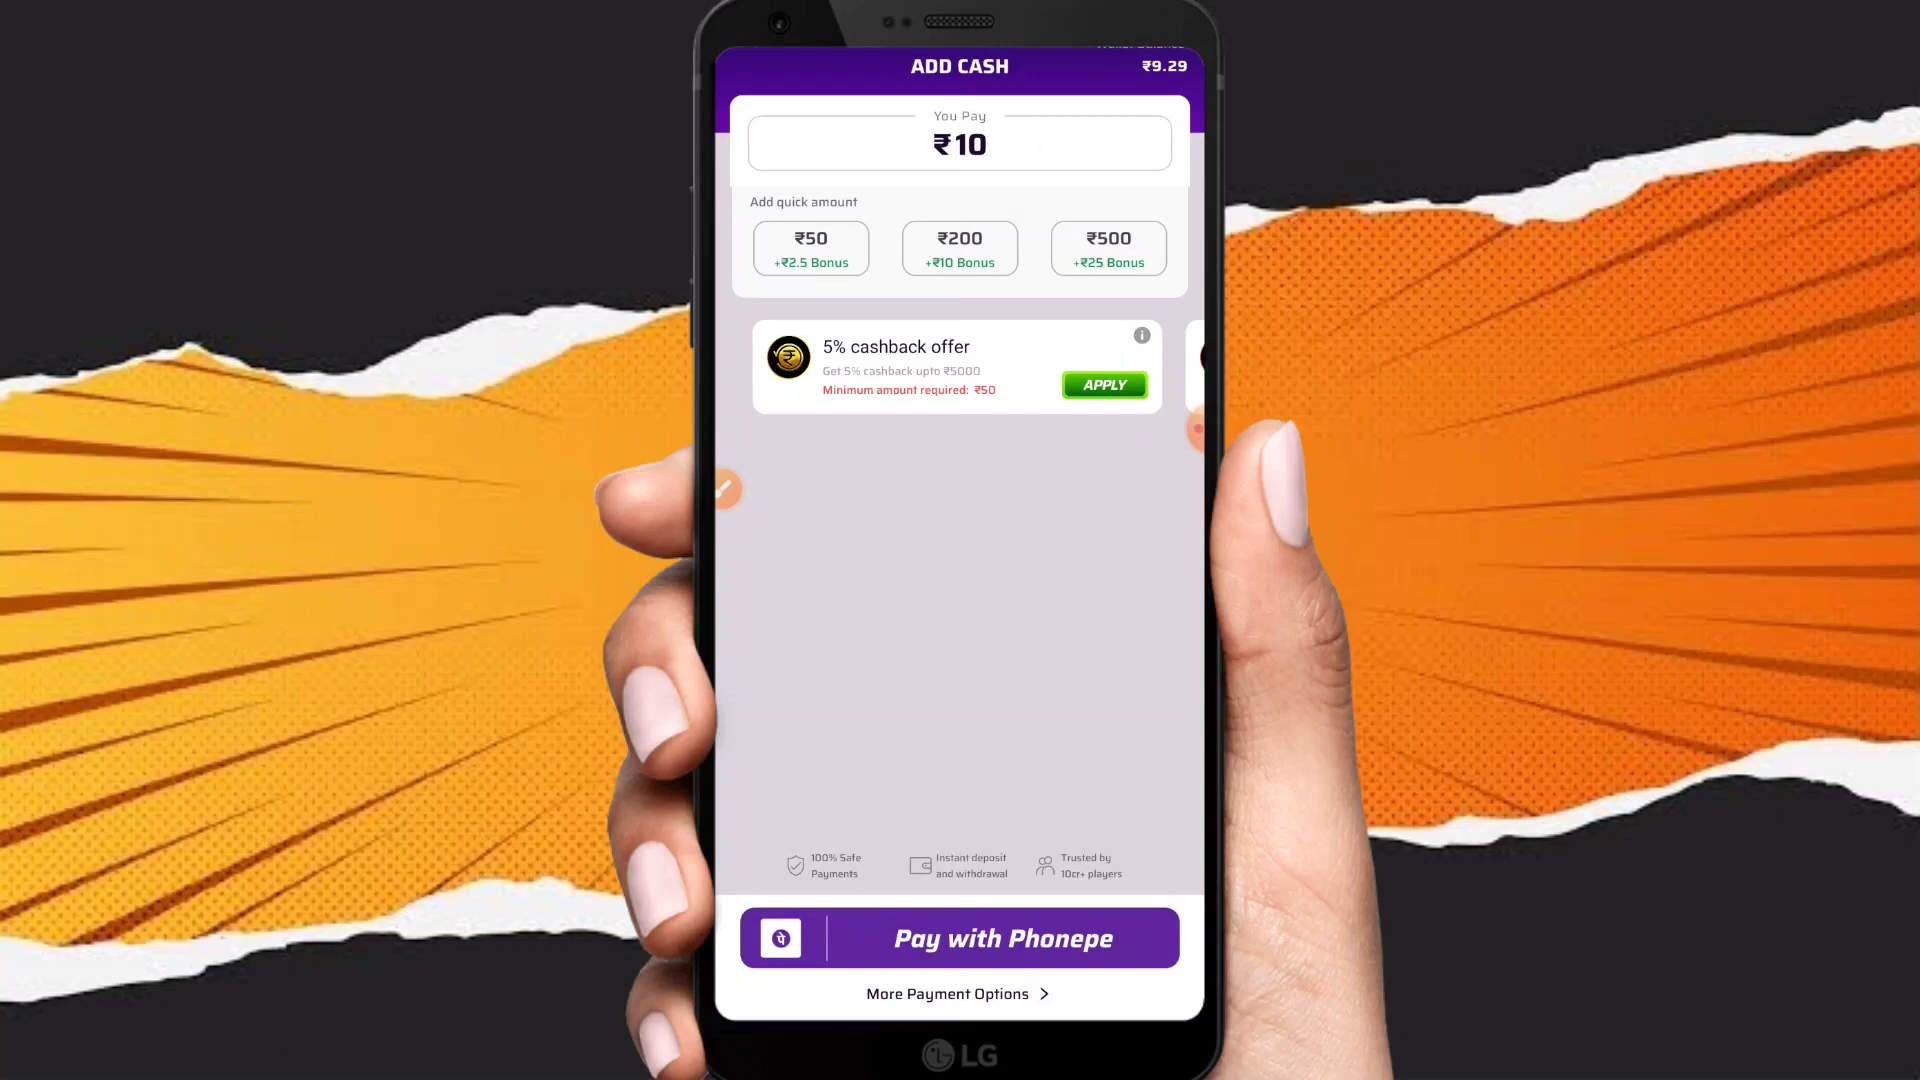 ADD CASH
₹9.29
You Pay
₹10
Add quick amount
₹50
+₹2.5 Bonus
₹200
+₹10 Bonus
₹500
+₹25 Bonus
5% cashback offer
Get 5% cashback upto ₹5000
Minimum amount required: ₹50
APPLY
100% Safe
Payments
Instant deposit
and withdrawal
Trusted by
10cr+ players
पे
Pay with Phonepe
More Payment Options >
LG